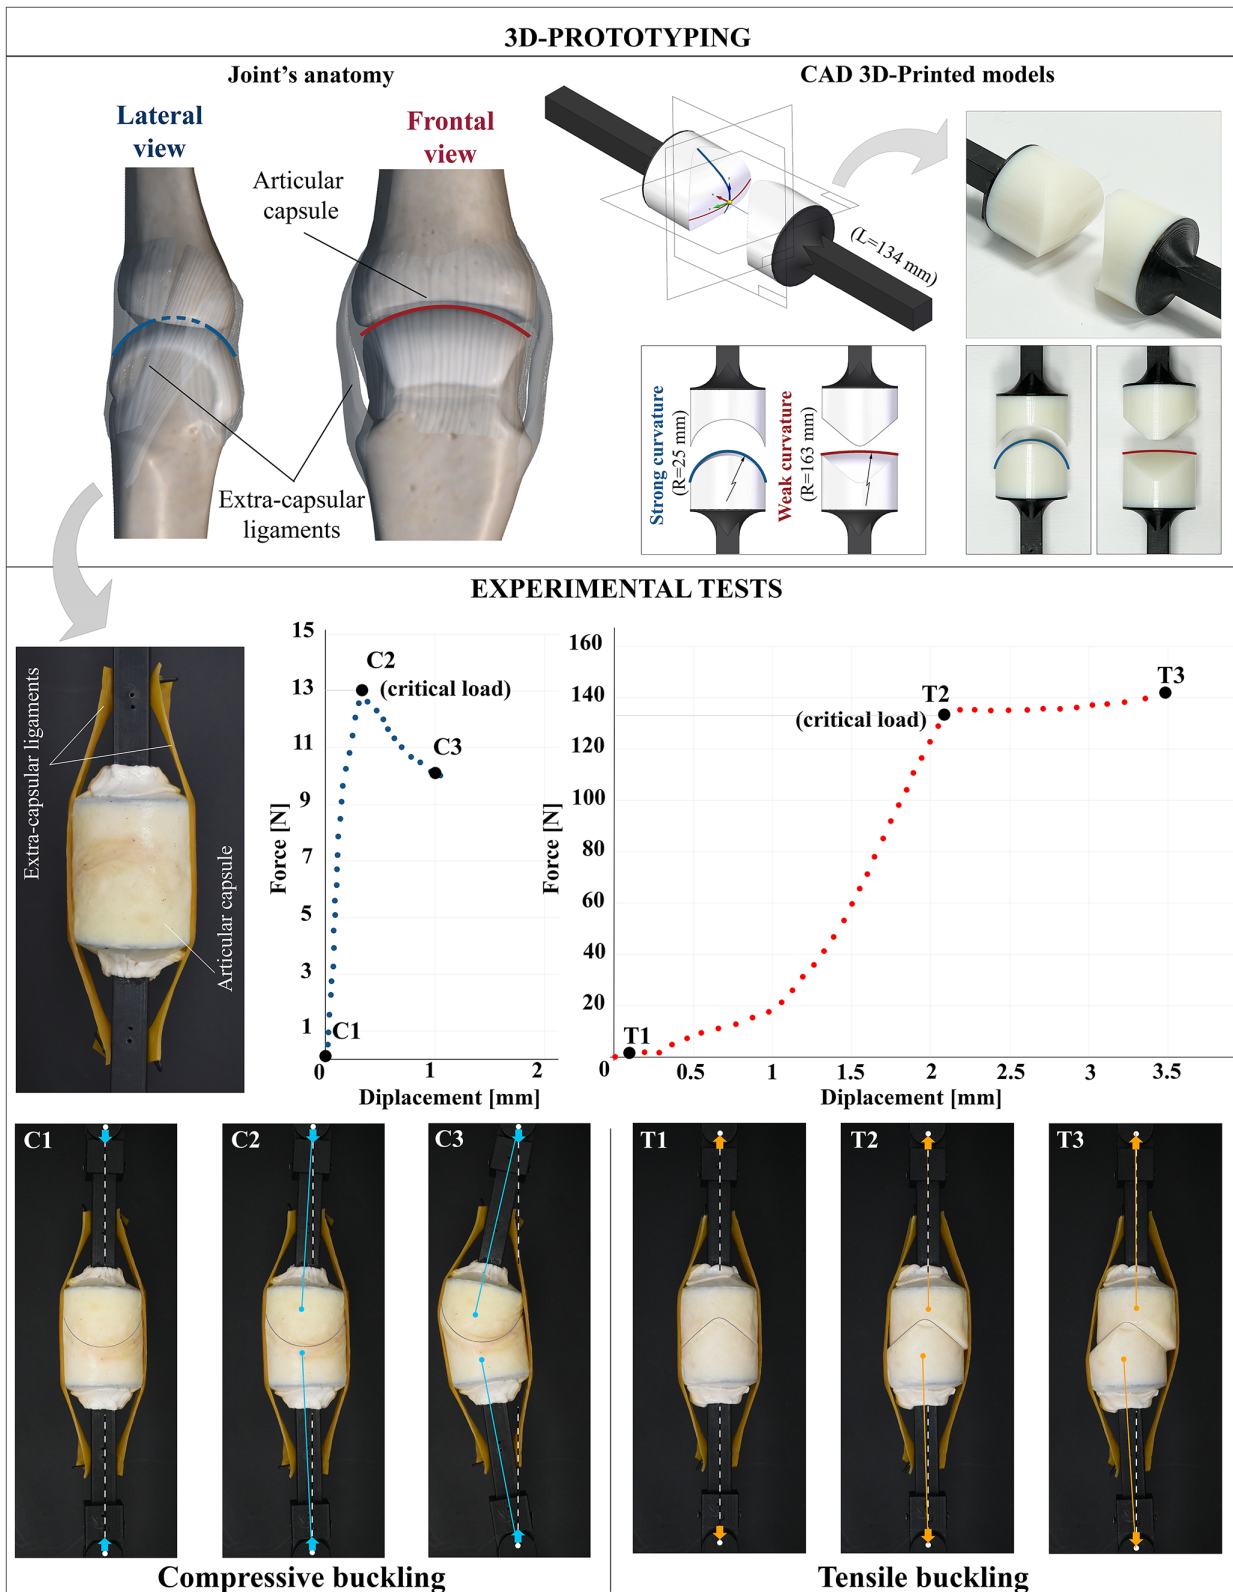 3D-PROTOTYPING
Joint's anatomy
CAD 3D-Printed models
Lateral
view
Frontal
view
Articular
capsule
Extra-capsular
ligaments
(L=134 mm)
Strong curvature
(R=25 mm)
Weak curvature
(R=163 mm)
EXPERIMENTAL TESTS
Extra-capsular ligaments
Articular capsule
Force [N]
15
13
11
9
7
5
3
1
0
1
2
Diplacement [mm]
C1
C2
(critical load)
C3
Force [N]
160
140
120
100
80
60
40
20
0
0.5
1
1.5
2
2.5
3
3.5
Diplacement [mm]
T1
T2
(critical load)
T3
C1
C2
C3
T1
T2
T3
Compressive buckling
Tensile buckling